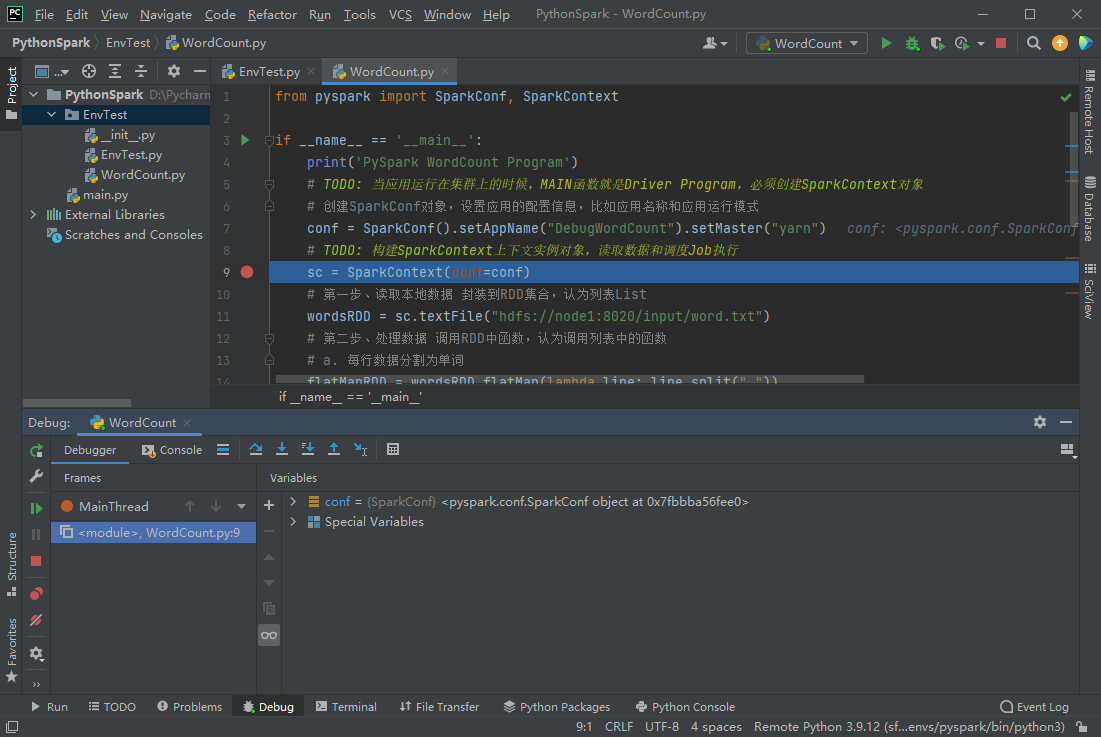 PC File Edit View Navigate Code Refactor Run Tools VCS Window Help PythonSpark - WordCount.py
PythonSpark EnvTest WordCount.py WordCount
Project
... EnvTest.py WordCount.py
PythonSpark D:\Pycharm
EnvTest
__init__.py
EnvTest.py
WordCount.py
main.py
External Libraries
Scratches and Consoles
1 from pyspark import SparkConf, SparkContext
2
3 if __name__ == '__main__':
4 print('PySpark WordCount Program')
5 # TODO: 当应用运行在集群上的时候，MAIN函数就是Driver Program，必须创建SparkContext对象
6 # 创建SparkConf对象，设置应用的配置信息，比如应用名称和应用运行模式
7 conf = SparkConf().setAppName("DebugWordCount").setMaster("yarn") conf: <pyspark.conf.SparkConf
8 # TODO: 构建SparkContext上下文实例对象，读取数据和调度Job执行
9 sc = SparkContext(conf=conf)
10 # 第一步、读取本地数据 封装到RDD集合，认为列表List
11 wordsRDD = sc.textFile("hdfs://node1:8020/input/word.txt")
12 # 第二步、处理数据 调用RDD中函数，认为调用列表中的函数
13 # a. 每行数据分割为单词
14 flatMapRDD = wordsRDD.flatMap(lambda line: line.split(" "))
if __name__ == '__main__'
Remote Host
Database
SciView
Debug: WordCount
Debugger Console
Frames
Variables
MainThread
<module>, WordCount.py:9
conf = {SparkConf} <pyspark.conf.SparkConf object at 0x7fbbba56fee0>
Special Variables
Structure
Favorites
Run TODO Problems Debug Terminal File Transfer Python Packages Python Console Event Log
9:1 CRLF UTF-8 4 spaces Remote Python 3.9.12 (sf...envs/pyspark/bin/python3)